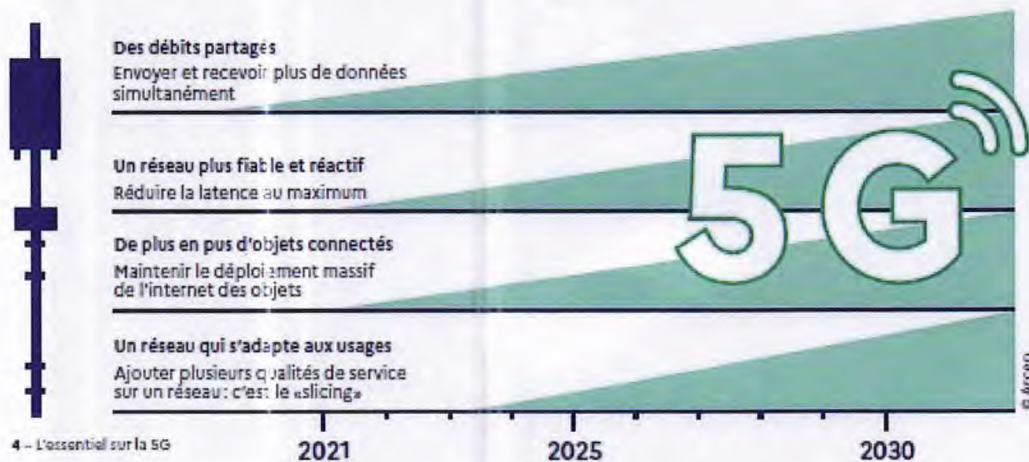 Des débits partagés
Envoyer et recevoir plus de données
simultanément
Un réseau plus fiable et réactif
Réduire la latence au maximum
De plus en pus d'objets connectés
Maintenir le déploiement massif
de l'internet des objets
Un réseau qui s'adapte aux usages
Ajouter plusieurs qualités de service
sur un réseau: c'est le «slicing»
5G
© Arcep
2021
2025
2030
4 – L'essentiel sur la 5G